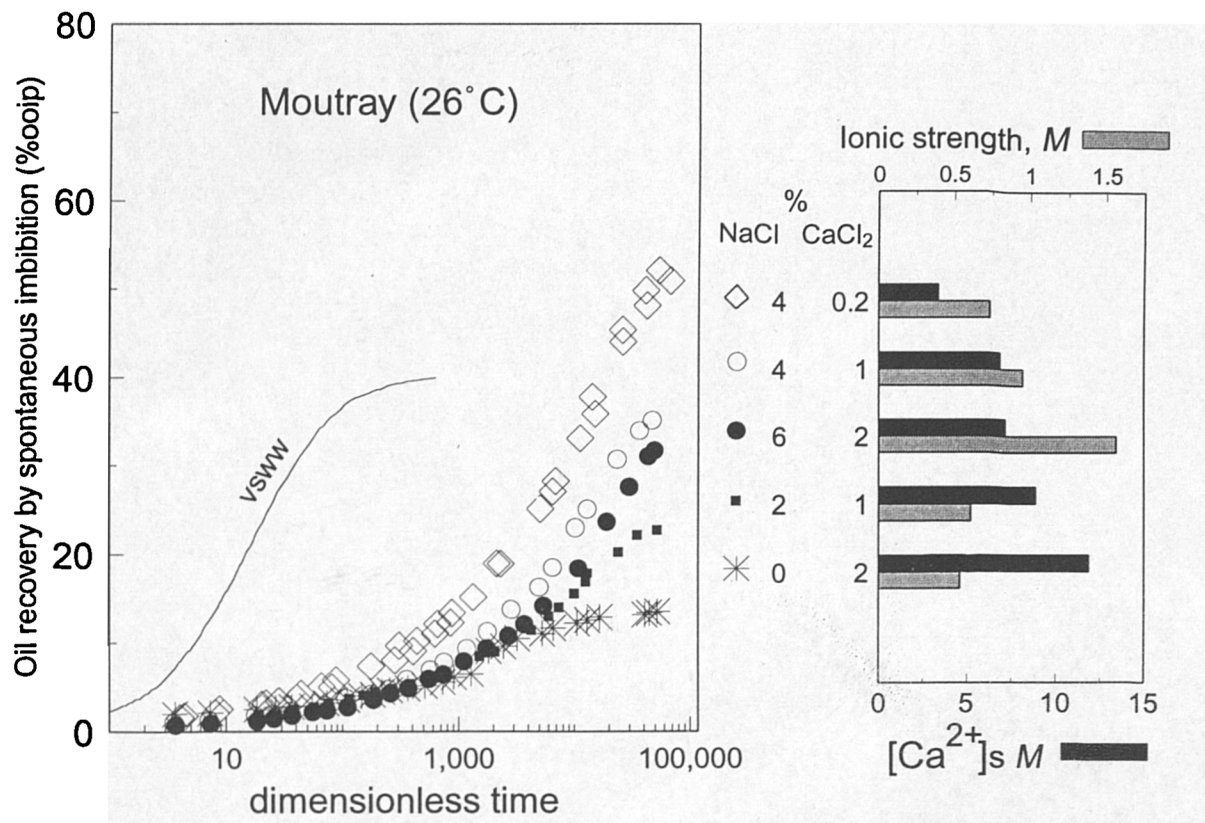 80
60
40
20
0
Oil recovery by spontaneous imbibition (%ooip)
Moutray (26˚C)
vsww
10 1,000 100,000
dimensionless time
Ionic strength, M
0 0.5 1 1.5
%
NaCl CaCl₂
4 0.2
4 1
6 2
2 1
0 2
0 5 10 15
[Ca²⁺]s M